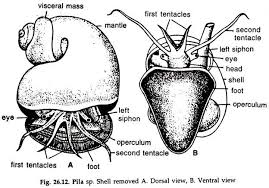 visceral mass
mantle
eye
first tentacles
A
foot
left
siphon
operculum
second tentacle
first tentacles
second
tentacle
left siphon
eye
head
shell
foot
operculum
B
Fig. 26.12. Pila sp. Shell removed A. Dorsal view, B. Ventral view